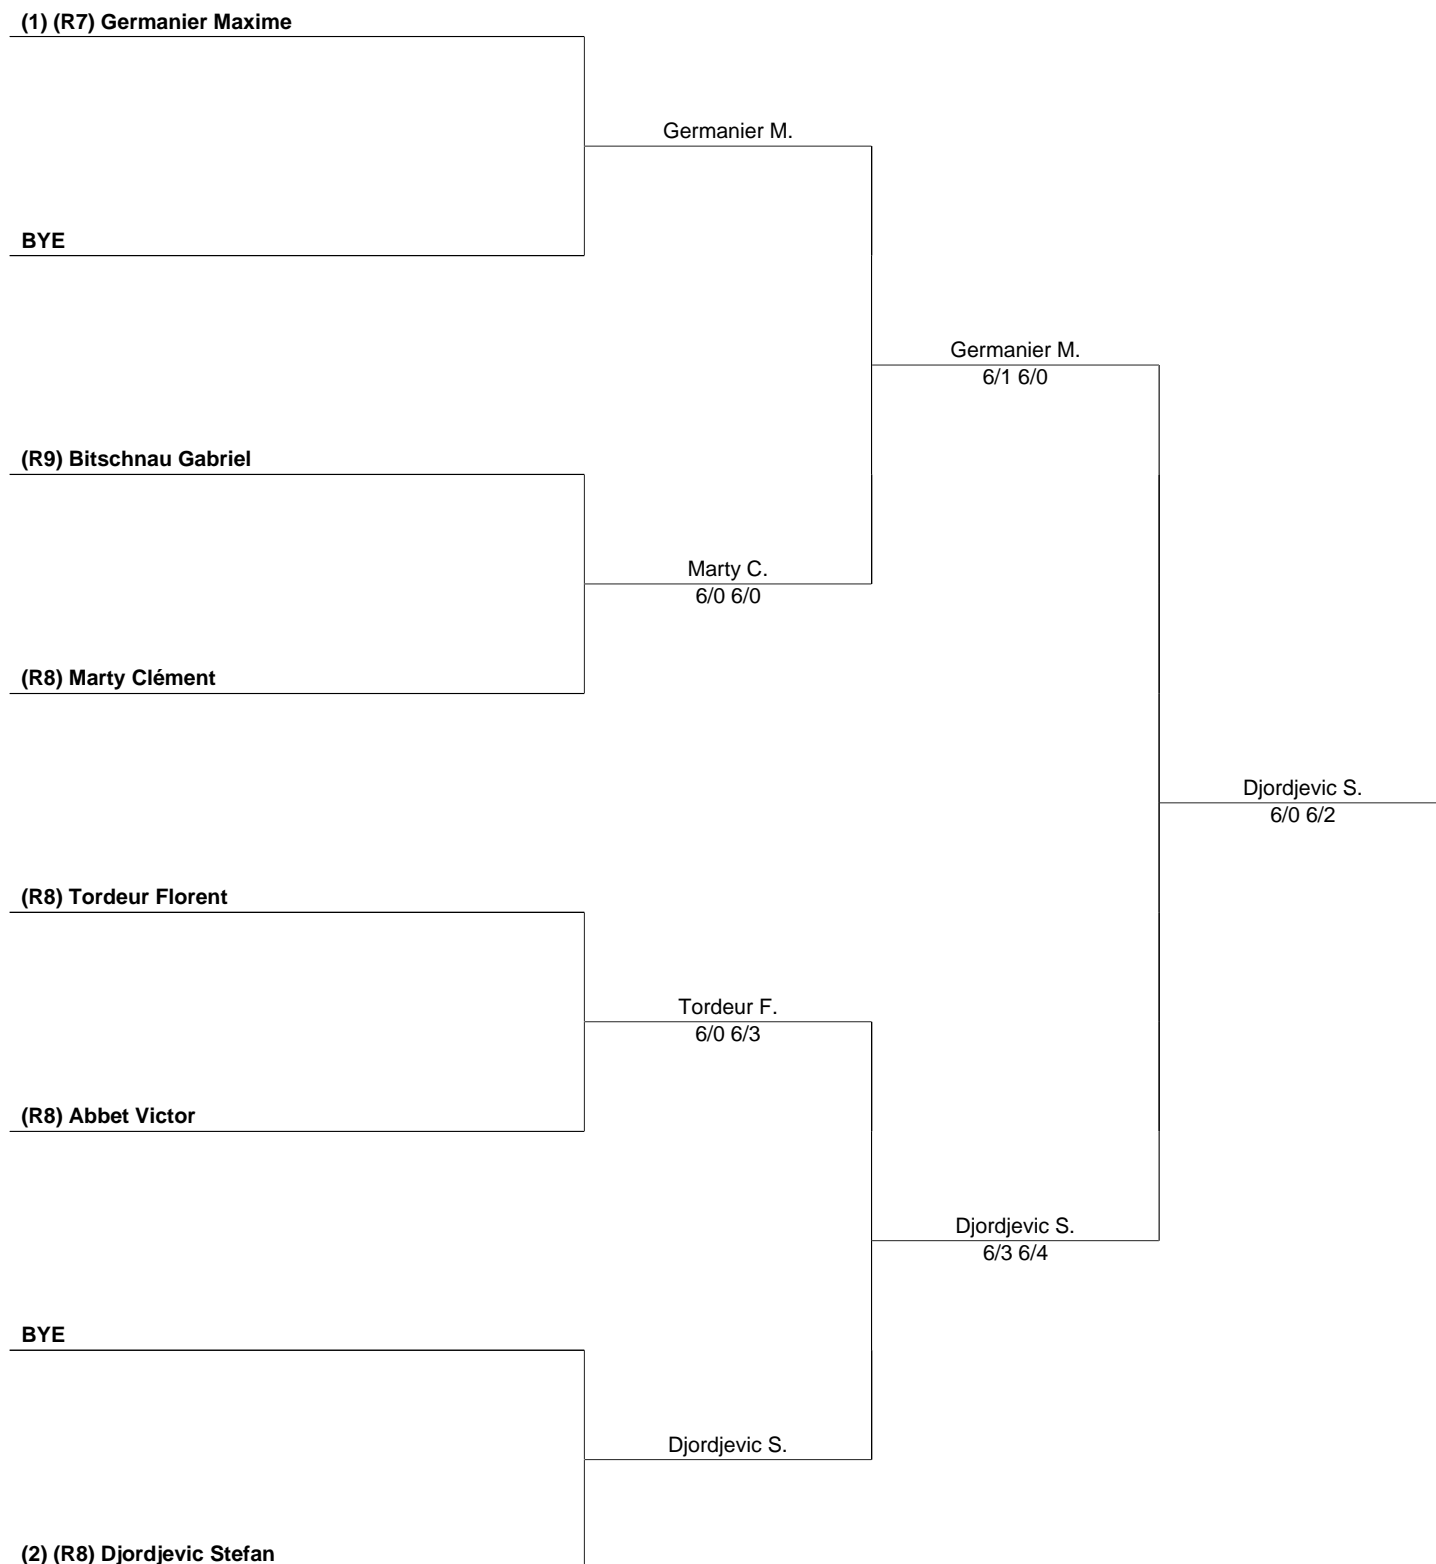 (1) (R7) Germanier Maxime
Germanier M.
BYE
Germanier M.
6/1 6/0
(R9) Bitschnau Gabriel
Marty C.
6/0 6/0
(R8) Marty Clément
Djordjevic S.
6/0 6/2
(R8) Tordeur Florent
Tordeur F.
6/0 6/3
(R8) Abbet Victor
Djordjevic S.
6/3 6/4
BYE
Djordjevic S.
(2) (R8) Djordjevic Stefan